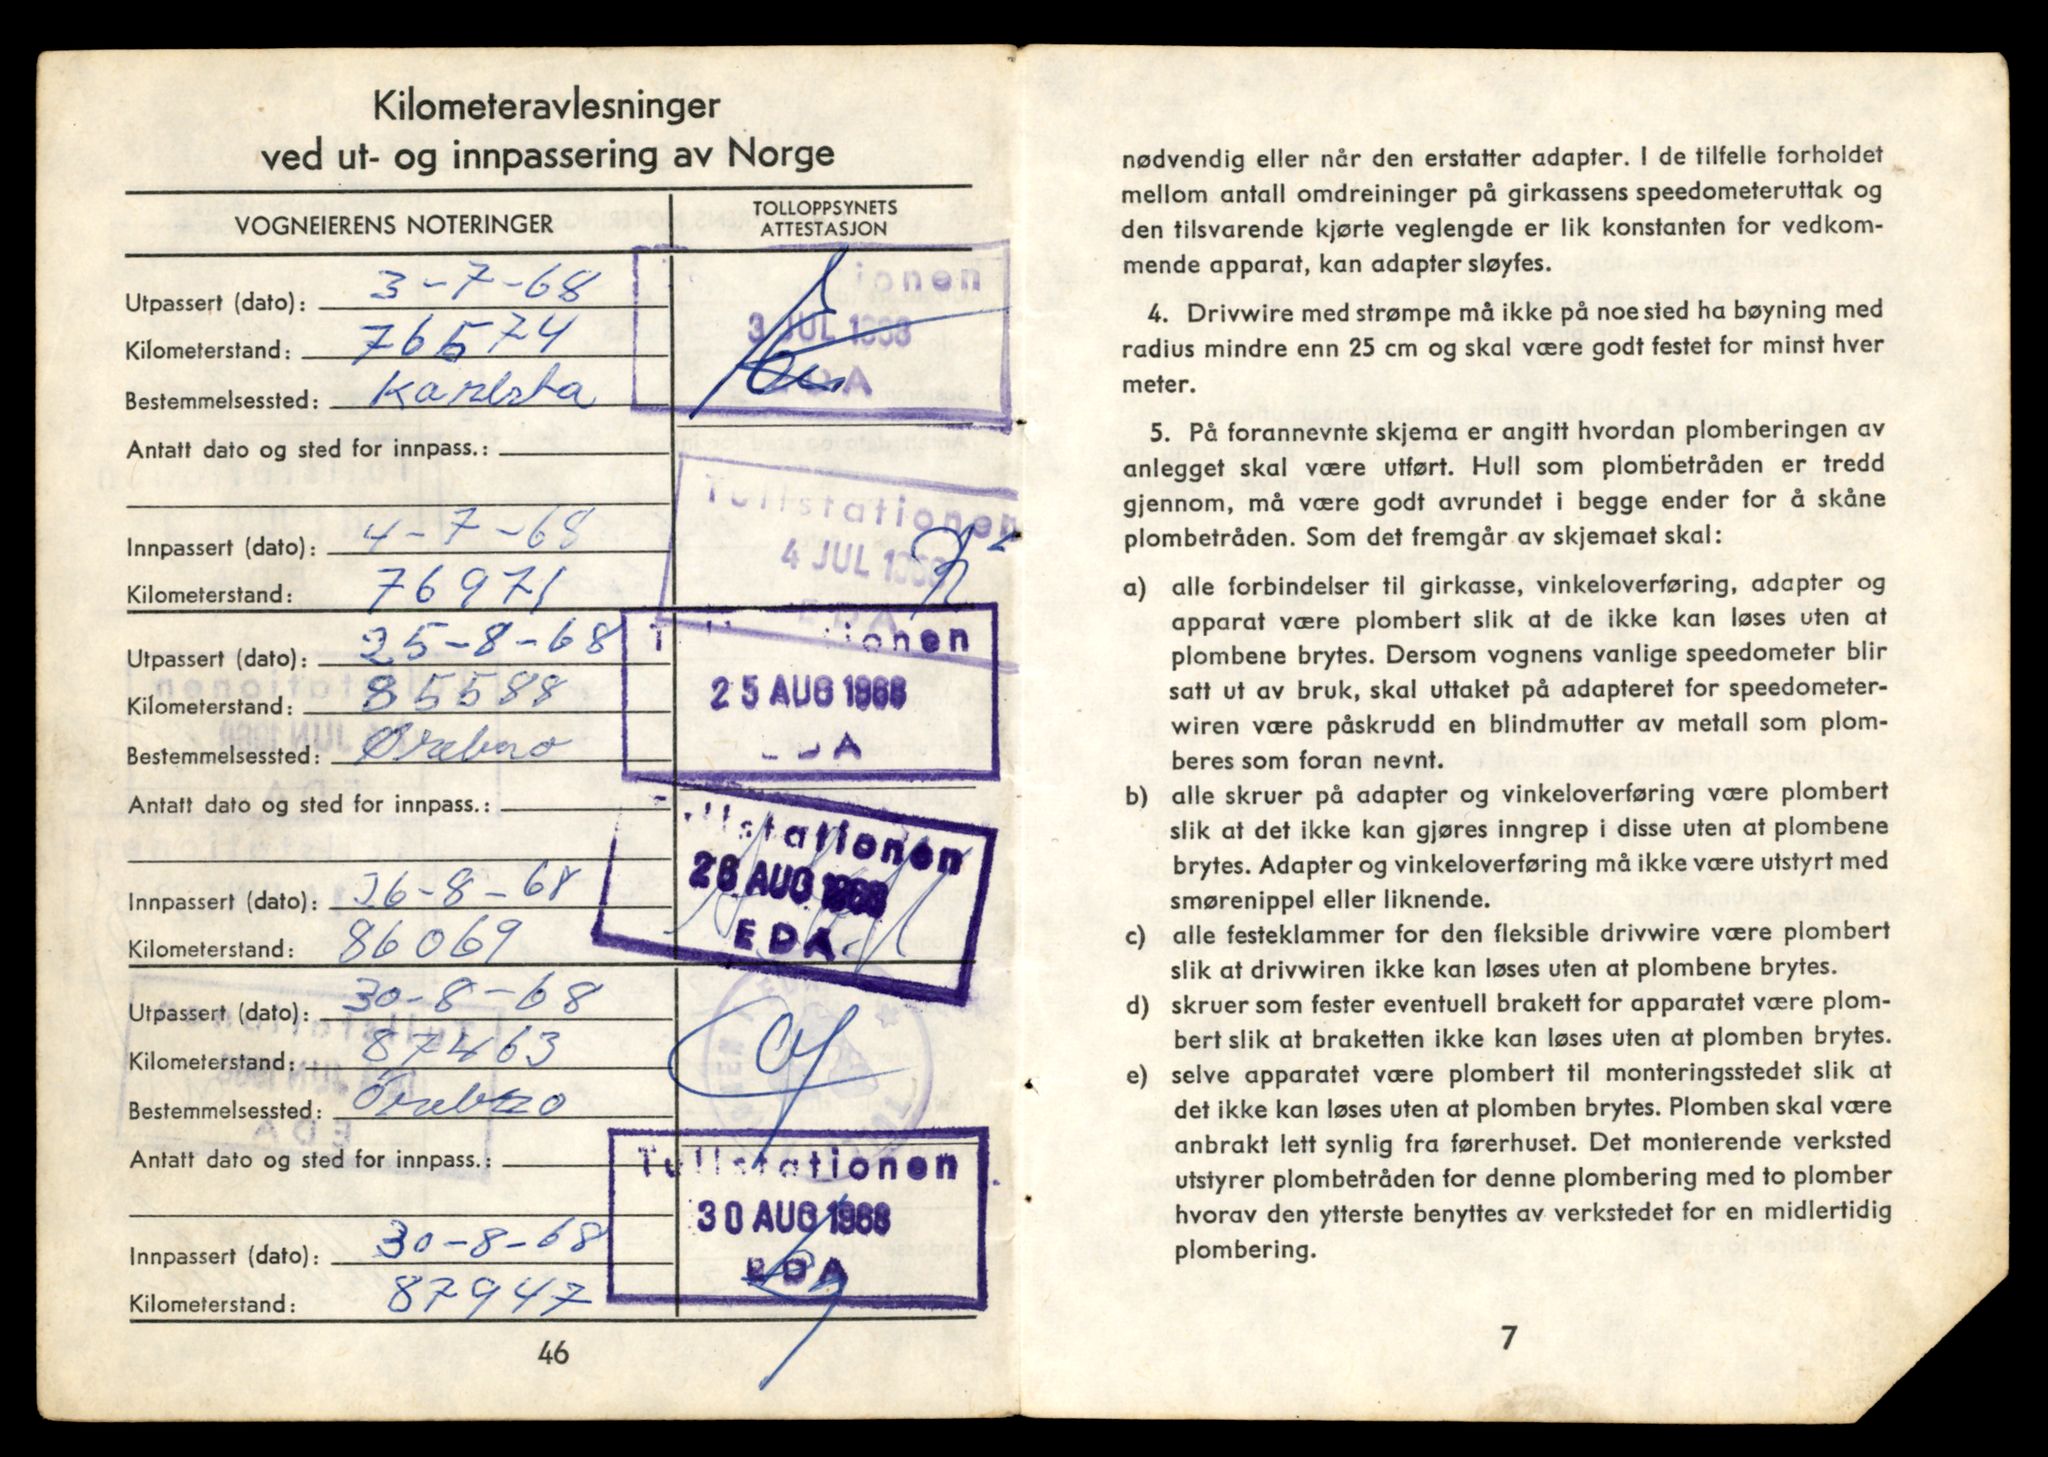 Kilometeravlesninger
ved ut- og innpassering av Norge
VOGNEIERENS NOTERINGER
TOLLOPPSYNETS
ATTESTASJON
Utpassert (dato): 3-7-68
Kilometerstand: 76574
Bestemmelsessted: Karlsta
Antatt dato og sted for innpass.:
ionen
3 JUL 1968
EDA
Innpassert (dato): 4-7-68
Kilometerstand: 76971
Tullstationen
4 JUL 1968
EDA
Utpassert (dato): 25-8-68
Kilometerstand: 85588
Bestemmelsessted: Ørebro
Antatt dato og sted for innpass.:
Tullstationen
25 AUG 1968
EDA
Innpassert (dato): 26-8-68
Kilometerstand: 86069
Tullstationen
26 AUG 1968
EDA
Utpassert (dato): 30-8-68
Kilometerstand: 87463
Bestemmelsessted: Örebro
Antatt dato og sted for innpass.:
Innpassert (dato): 30-8-68
Kilometerstand: 87947
Tullstationen
30 AUG 1968
EDA
46
nødvendig eller når den erstatter adapter. I de tilfelle forholdet
mellom antall omdreininger på girkassens speedometeruttak og
den tilsvarende kjørte veglengde er lik konstanten for vedkom-
mende apparat, kan adapter sløyfes.
4. Drivwire med strømpe må ikke på noe sted ha bøyning med
radius mindre enn 25 cm og skal være godt festet for minst hver
meter.
5. På forannevnte skjema er angitt hvordan plomberingen av
anlegget skal være utført. Hull som plombetråden er tredd
gjennom, må være godt avrundet i begge ender for å skåne
plombetråden. Som det fremgår av skjemaet skal:
a) alle forbindelser til girkasse, vinkeloverføring, adapter og
apparat være plombert slik at de ikke kan løses uten at
plombene brytes. Dersom vognens vanlige speedometer blir
satt ut av bruk, skal uttaket på adapteret for speedometer-
wiren være påskrudd en blindmutter av metall som plom-
beres som foran nevnt.
b) alle skruer på adapter og vinkeloverføring være plombert
slik at det ikke kan gjøres inngrep i disse uten at plombene
brytes. Adapter og vinkeloverføring må ikke være utstyrt med
smørenippel eller liknende.
c) alle festeklammer for den fleksible drivwire være plombert
slik at drivwiren ikke kan løses uten at plombene brytes.
d) skruer som fester eventuell brakett for apparatet være plom-
bert slik at braketten ikke kan løses uten at plomben brytes.
e) selve apparatet være plombert til monteringsstedet slik at
det ikke kan løses uten at plomben brytes. Plomben skal være
anbrakt lett synlig fra førerhuset. Det monterende verksted
utstyrer plombetråden for denne plombering med to plomber
hvorav den ytterste benyttes av verkstedet for en midlertidig
plombering.
7